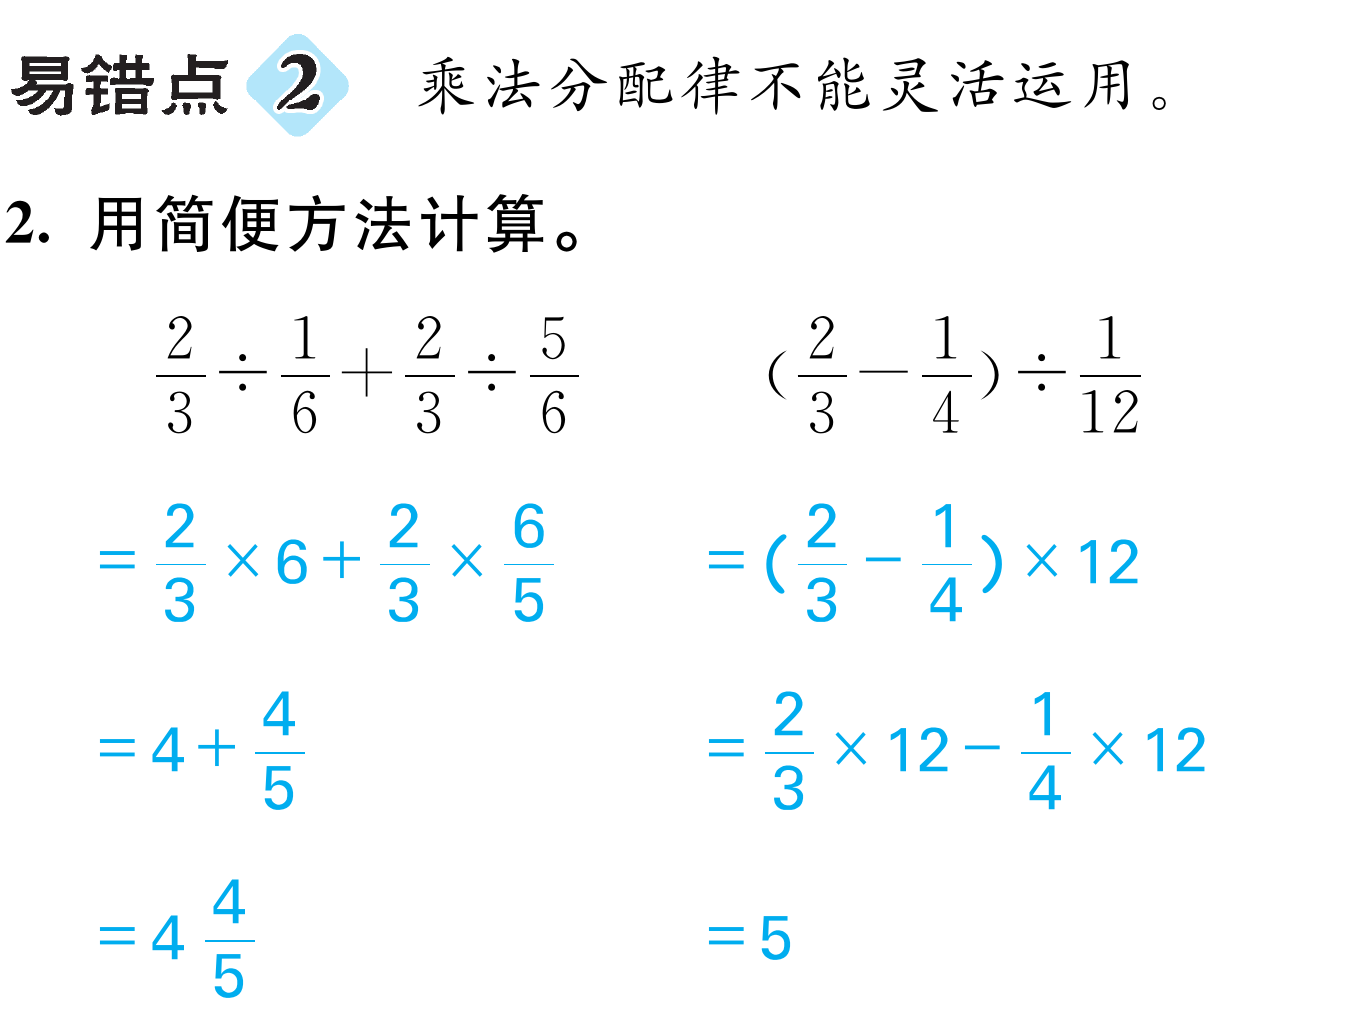 易错点 2 乘法分配律不能灵活运用。
2. 用简便方法计算。
2/3 ÷ 1/6 + 2/3 ÷ 5/6 (2/3 − 1/4) ÷ 1/12
= 2/3 × 6 + 2/3 × 6/5 = (2/3 − 1/4) × 12
= 4 + 4/5 = 2/3 × 12 − 1/4 × 12
= 4 4/5 = 5